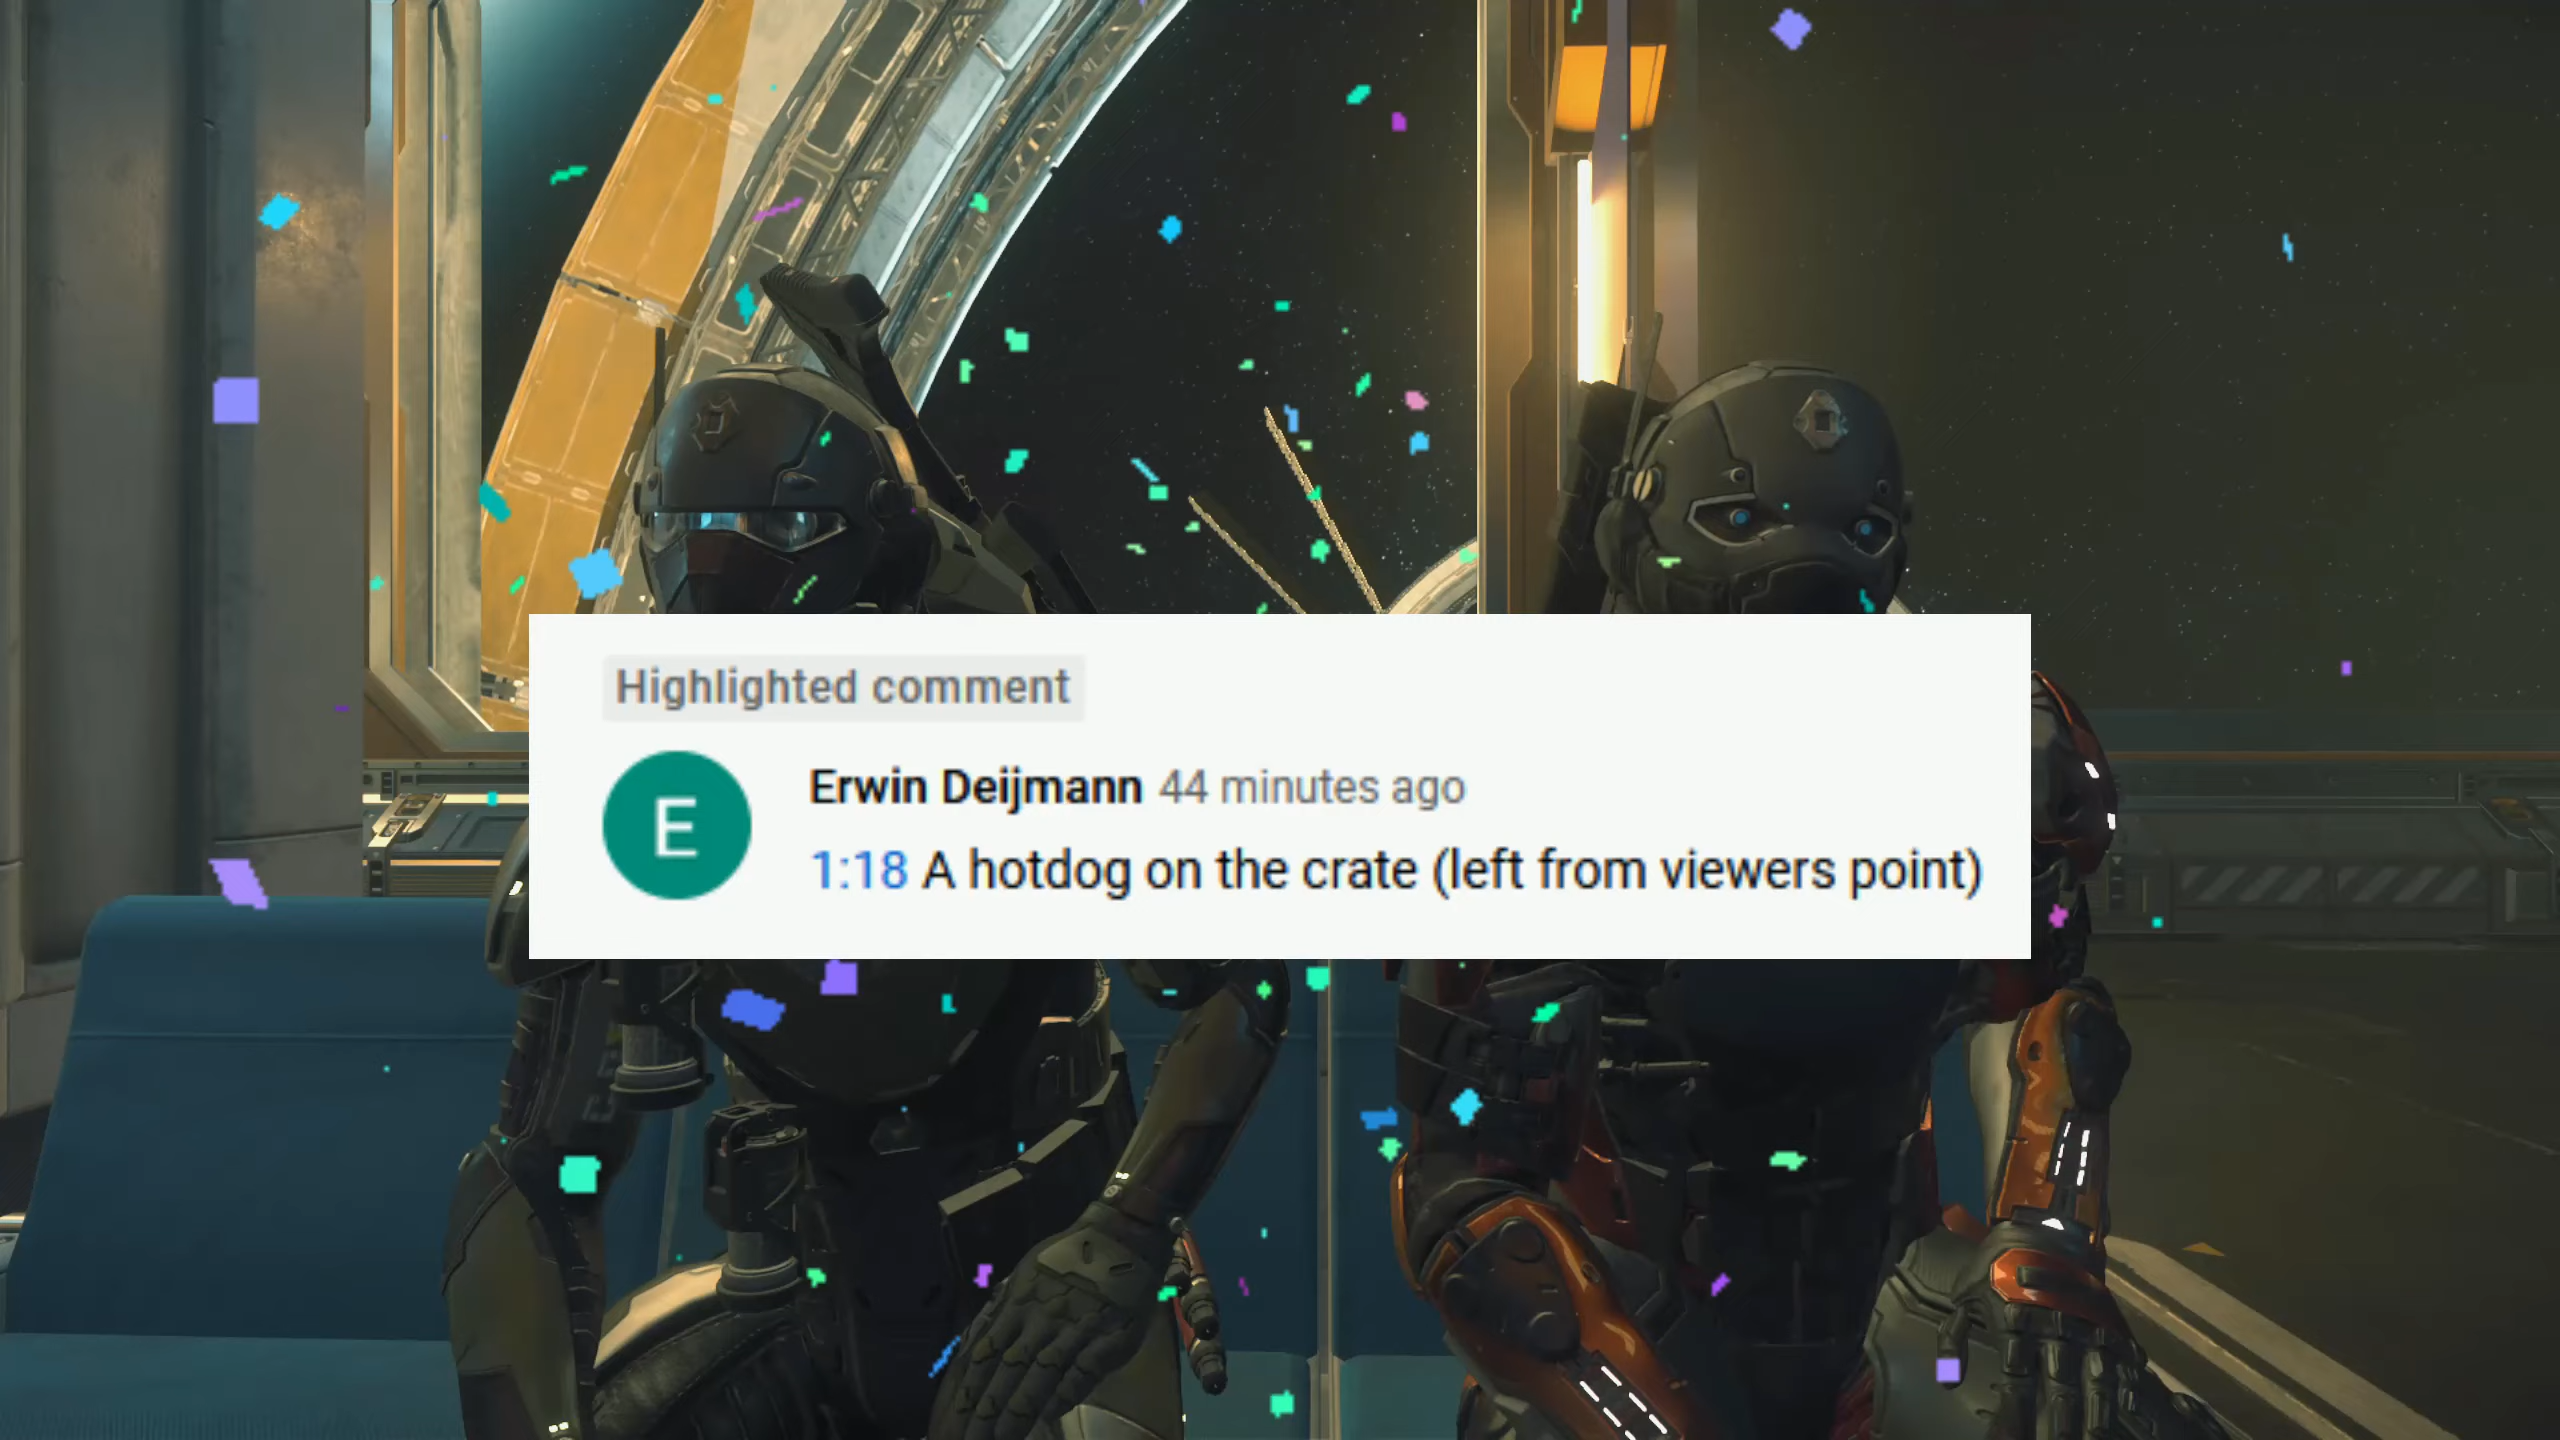 Highlighted comment
E
Erwin Deijmann 44 minutes ago
1:18 A hotdog on the crate (left from viewers point)